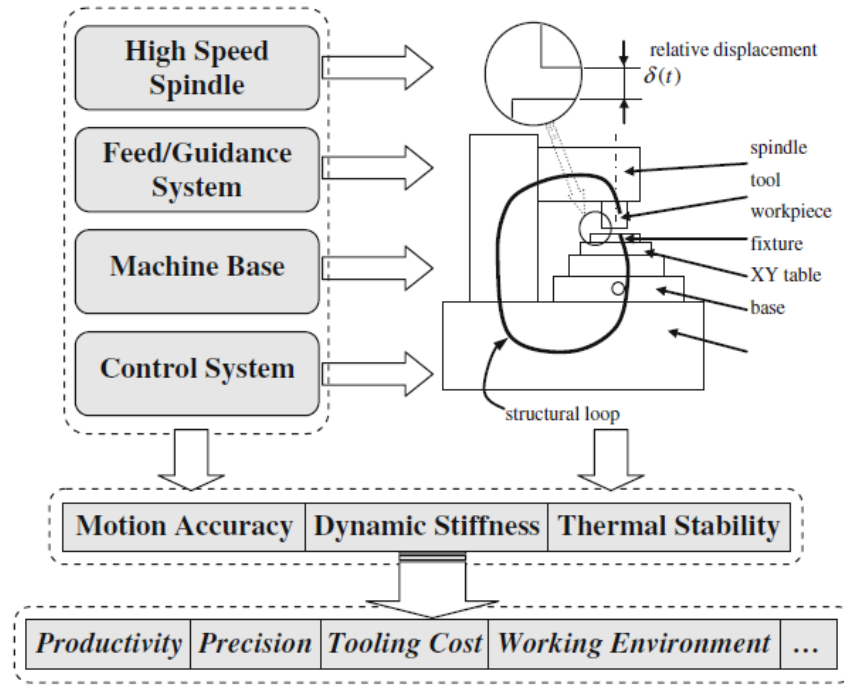 High Speed
Spindle
Feed/Guidance
System
Machine Base
Control System
relative displacement
δ(t)
spindle
tool
workpiece
fixture
XY table
base
structural loop
Motion Accuracy
Dynamic Stiffness
Thermal Stability
Productivity
Precision
Tooling Cost
Working Environment
...